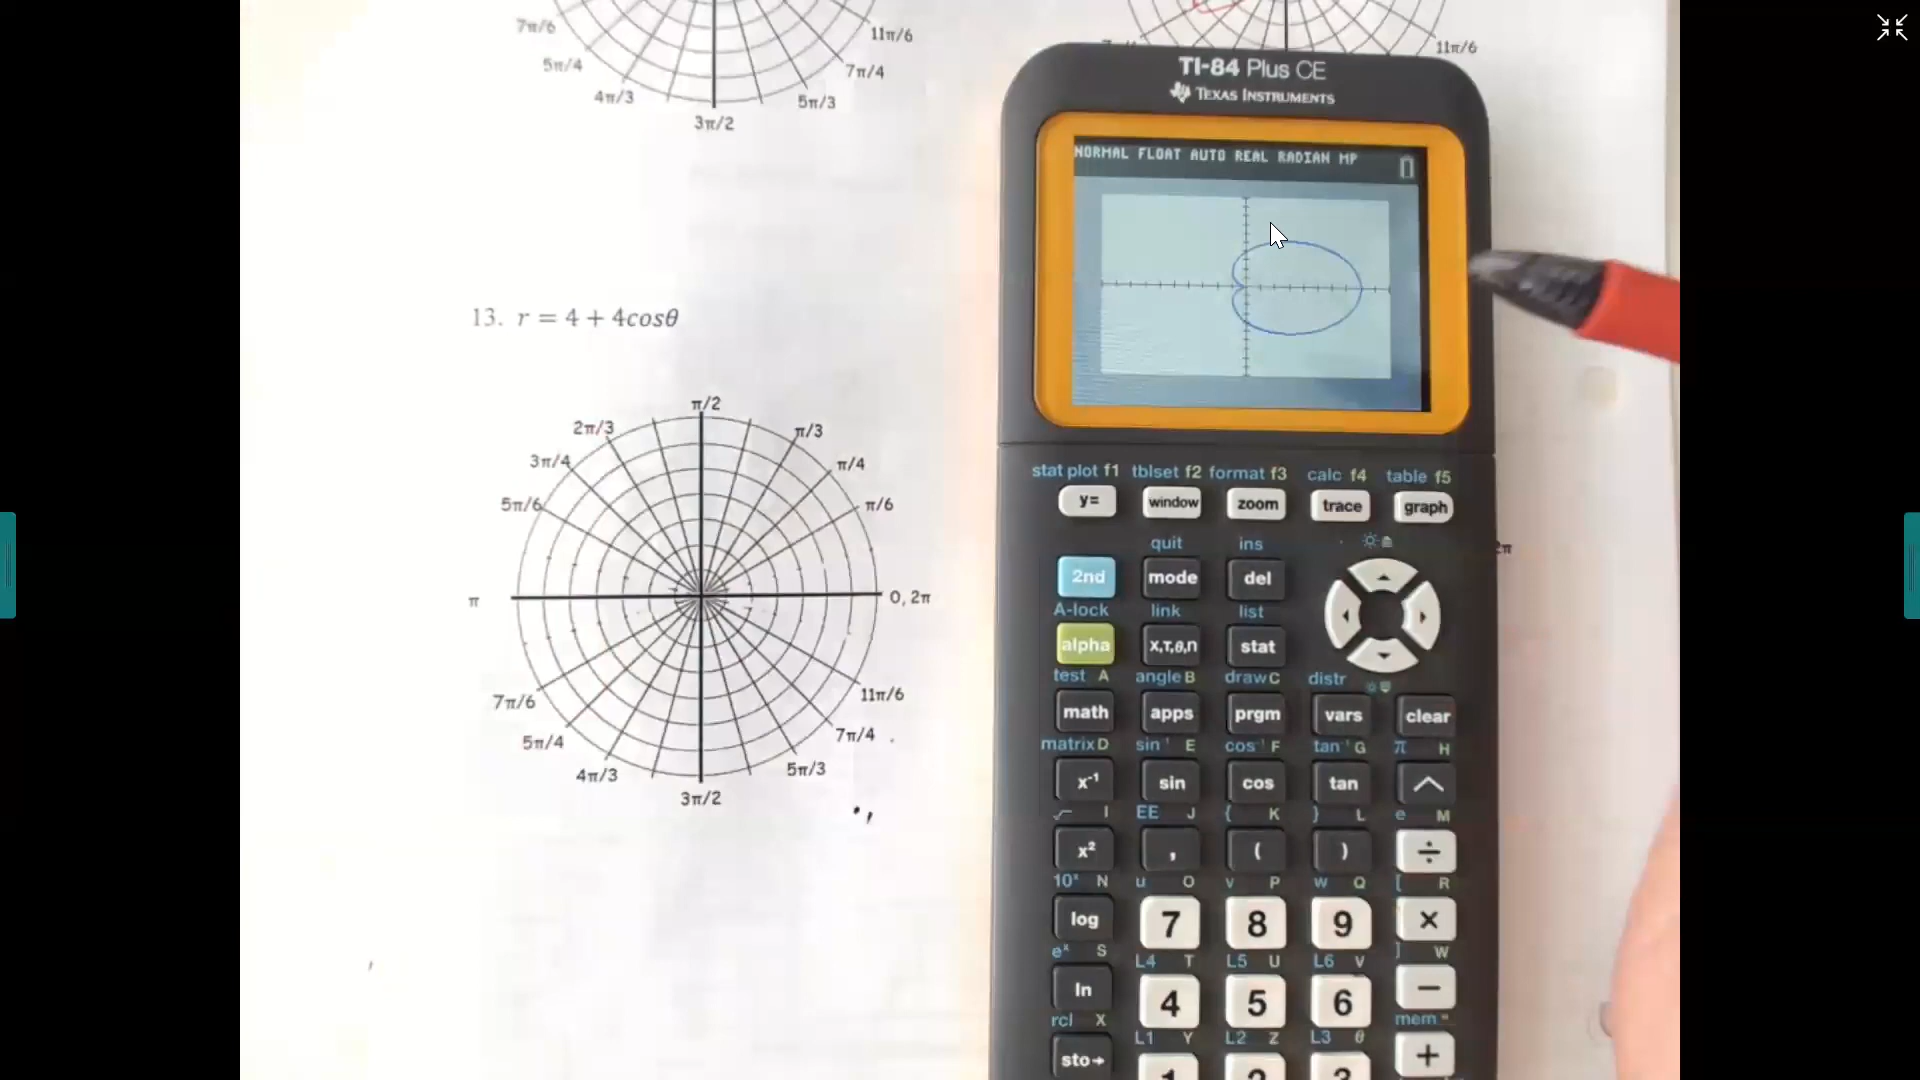 7π/6
11π/6
5π/4
7π/4
4π/3
5π/3
3π/2
11π/6
13. r = 4 + 4cosθ
π/2
2π/3
π/3
3π/4
π/4
5π/6
π/6
π
0, 2π
7π/6
11π/6
5π/4
7π/4
4π/3
5π/3
3π/2
2π
TI-84 Plus CE
TEXAS INSTRUMENTS
NORMAL FLOAT AUTO REAL RADIAN MP
stat plot f1 tblset f2 format f3 calc f4 table f5
y= window zoom trace graph
quit ins
2nd mode del
A-lock link list
alpha X,T,θ,n stat
test A angle B draw C distr
math apps prgm vars clear
matrix D sin⁻¹ E cos⁻¹ F tan⁻¹ G π H
x⁻¹ sin cos tan ^
√ I EE J { K } L e M
x² , ( ) ÷
10ˣ N u O v P w Q [ R
log 7 8 9 ×
eˣ S L4 T L5 U L6 V ] W
ln 4 5 6 −
rcl X L1 Y L2 Z L3 θ mem "
sto→ 1 2 3 +